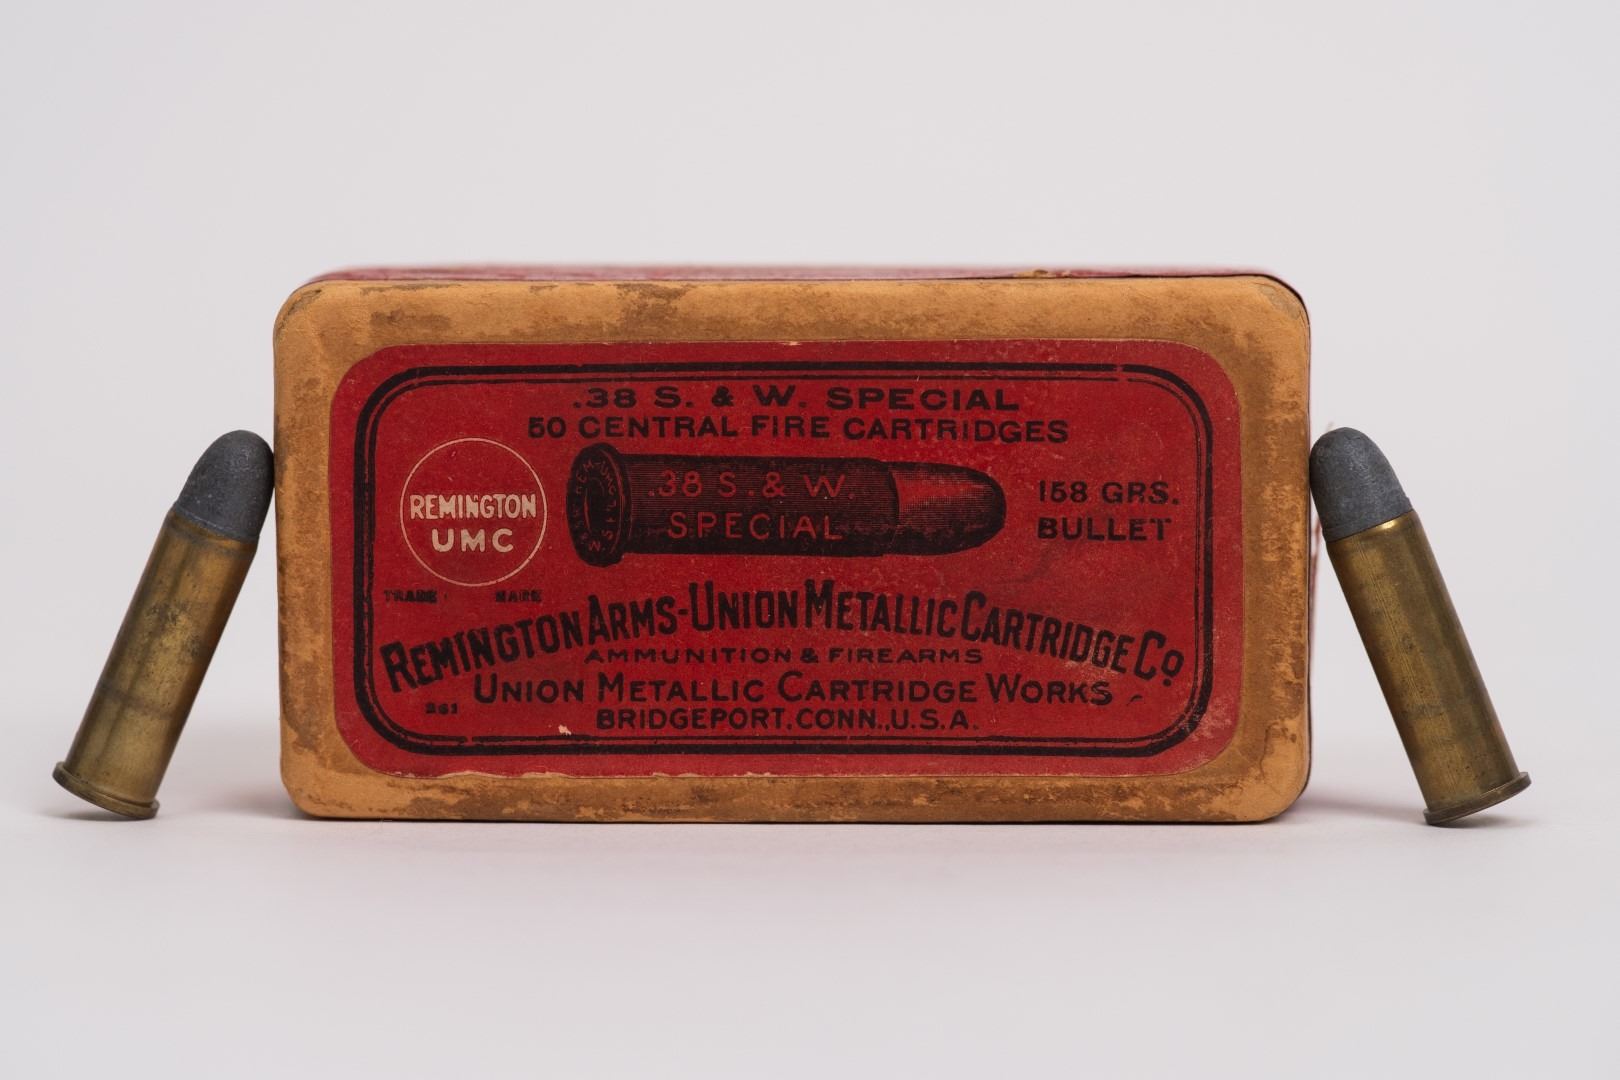 .38 S. & W. SPECIAL
50 CENTRAL FIRE CARTRIDGES
REMINGTON
UMC
TRADE MARK
.38 S. & W.
SPECIAL
158 GRS.
BULLET
REMINGTON ARMS-UNION METALLIC CARTRIDGE Co
AMMUNITION & FIREARMS
261
UNION METALLIC CARTRIDGE WORKS
BRIDGEPORT. CONN., U.S.A.